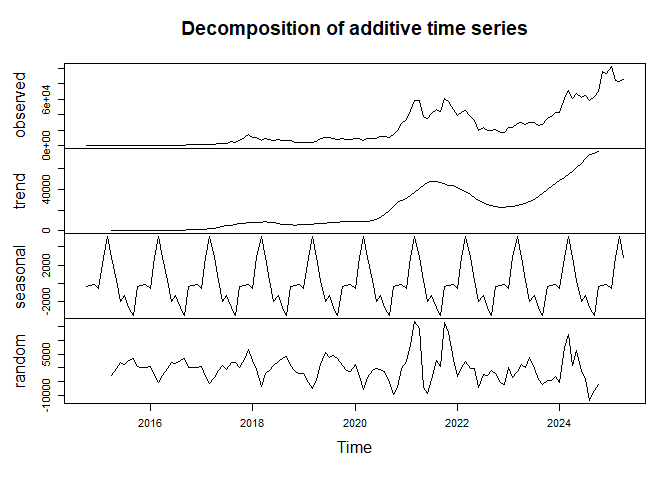 Decomposition of additive time series
observed
0e+00 6e+04
trend
0 40000
seasonal
-2000 2000
random
-10000 5000
2016 2018 2020 2022 2024
Time